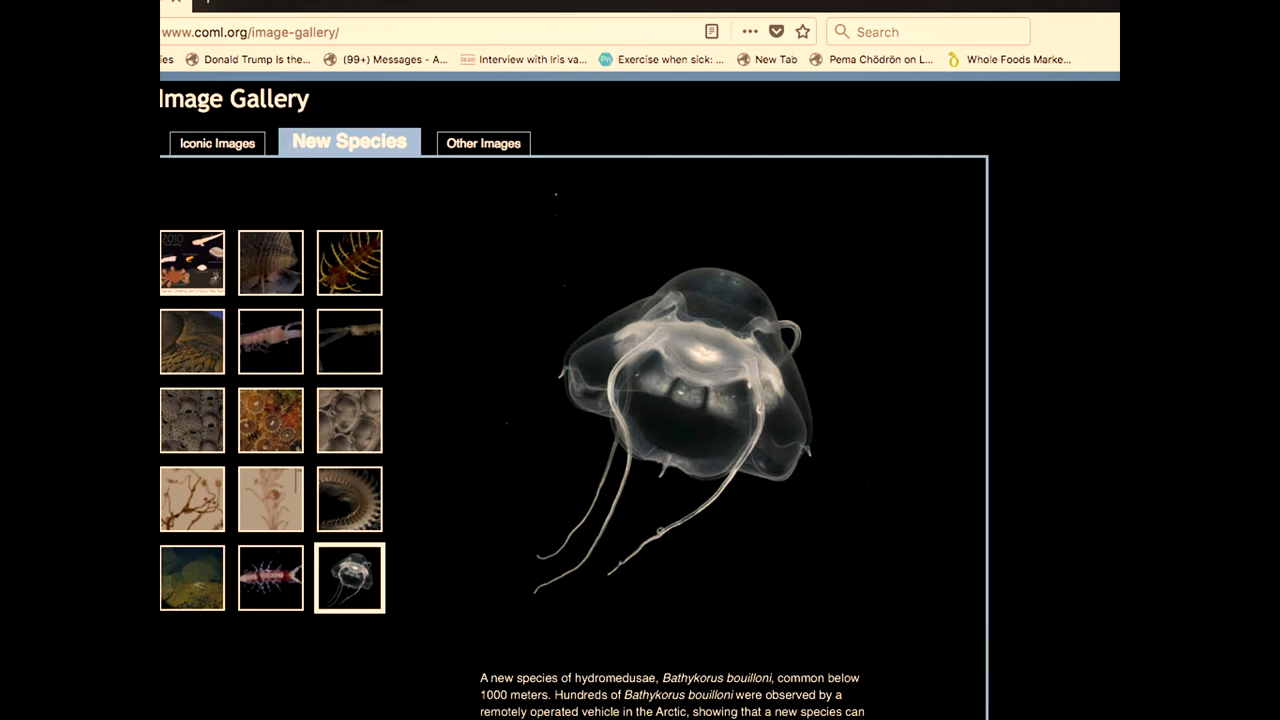 www.coml.org/image-gallery/
Search
ies Donald Trump Is the... (99+) Messages - A... Interview with Iris va... Exercise when sick: ... New Tab Pema Chödrön on L... Whole Foods Marke...
Image Gallery
Iconic Images New Species Other Images
2010
A new species of hydromedusae, Bathykorus bouilloni, common below
1000 meters. Hundreds of Bathykorus bouilloni were observed by a
remotely operated vehicle in the Arctic, showing that a new species can